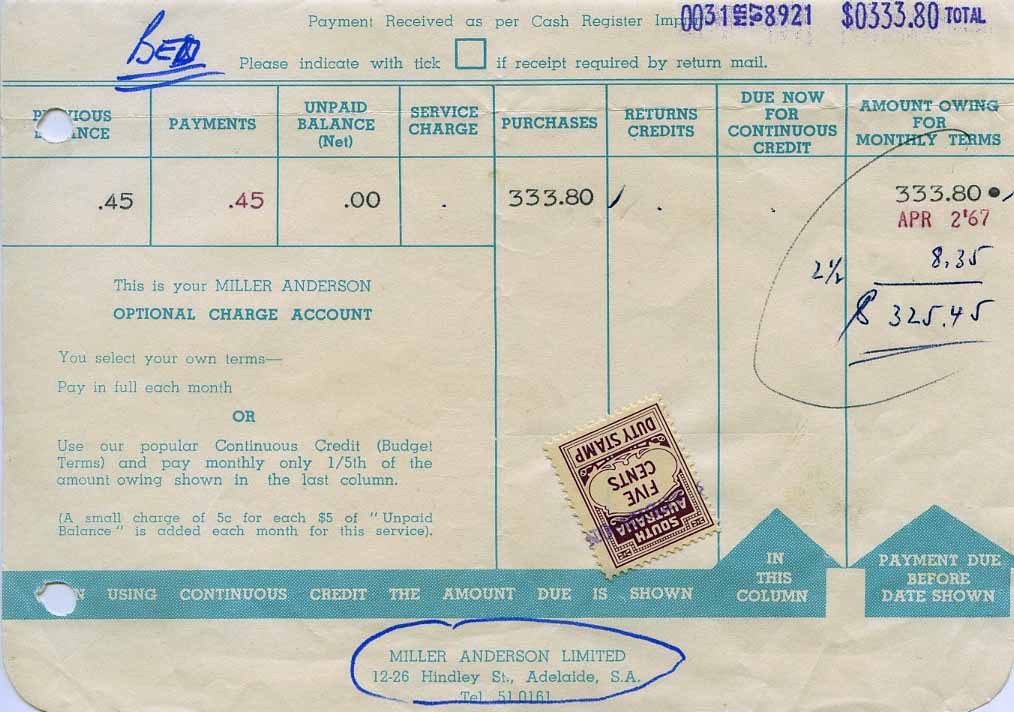 Payment Received as per Cash Register
0031 MR 67 8921 $0333.80 TOTAL
BED
Please indicate with tick if receipt required by return mail.
PAYMENTS
UNPAID
BALANCE
(Net)
SERVICE
CHARGE
PURCHASES
RETURNS
CREDITS
DUE NOW
FOR
CONTINUOUS
CREDIT
AMOUNT OWING
FOR
MONTHLY TERMS
.45 .45 .00 333.80 333.80
APR 2'67
2½ 8.35
$ 325.45
This is your MILLER ANDERSON
OPTIONAL CHARGE ACCOUNT
You select your own terms—
Pay in full each month
OR
Use our popular Continuous Credit (Budget
Terms) and pay monthly only 1/5th of the
amount owing shown in the last column.
(A small charge of 5c for each $5 of "Unpaid
Balance" is added each month for this service).
SOUTH
AUSTRALIA
FIVE
CENTS
DUTY STAMP
USING CONTINUOUS CREDIT THE AMOUNT DUE IS SHOWN
IN
THIS
COLUMN
PAYMENT DUE
BEFORE
DATE SHOWN
MILLER ANDERSON LIMITED
12-26 Hindley St., Adelaide, S.A.
Tel. 51 0161